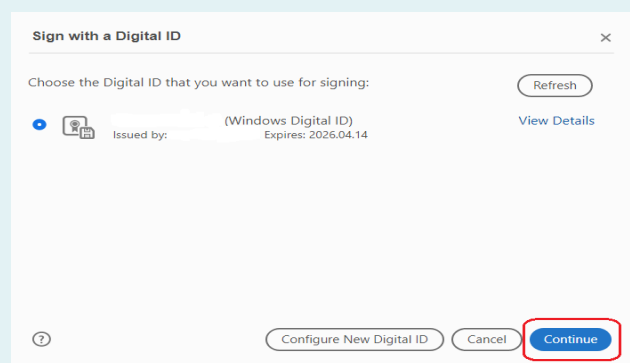 Sign with a Digital ID
Choose the Digital ID that you want to use for signing:
Refresh
(Windows Digital ID)
View Details
Issued by: Expires: 2026.04.14
?
Configure New Digital ID
Cancel
Continue